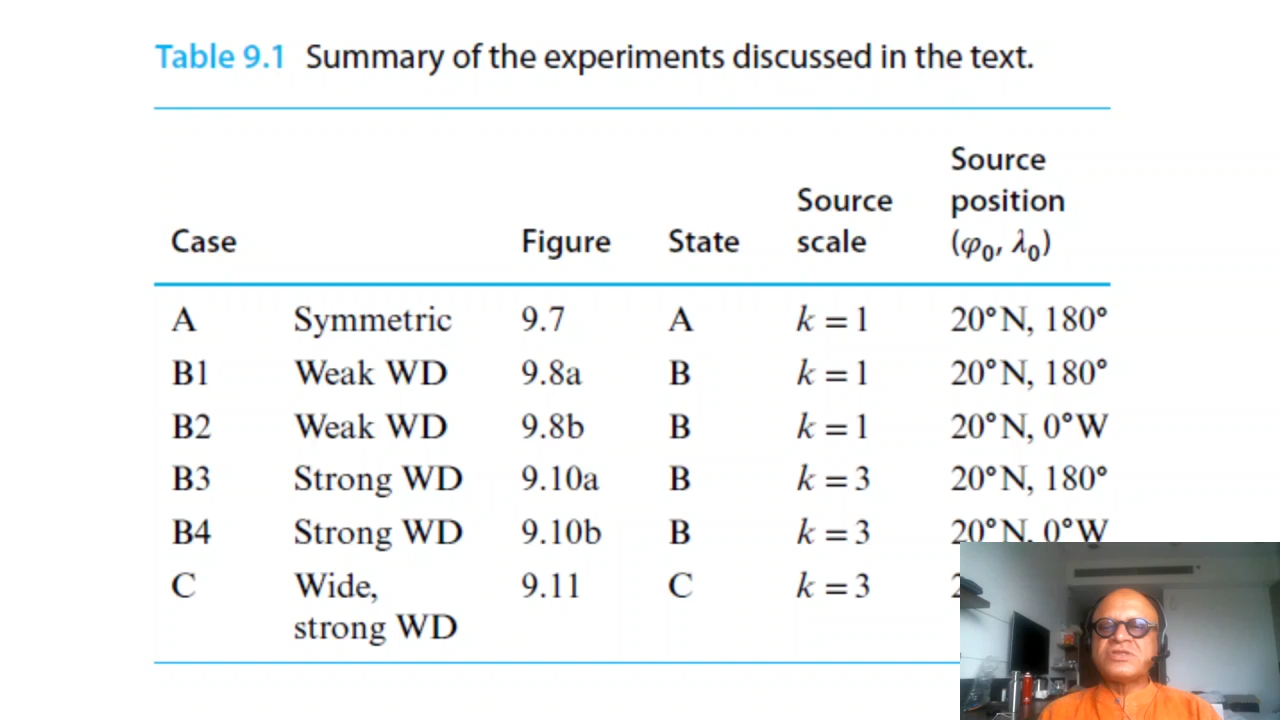 Table 9.1 Summary of the experiments discussed in the text.
Source
Source position
Case Figure State scale (φ₀, λ₀)
A Symmetric 9.7 A k = 1 20°N, 180°
B1 Weak WD 9.8a B k = 1 20°N, 180°
B2 Weak WD 9.8b B k = 1 20°N, 0°W
B3 Strong WD 9.10a B k = 3 20°N, 180°
B4 Strong WD 9.10b B k = 3 20°N, 0°W
C Wide, 9.11 C k = 3
strong WD